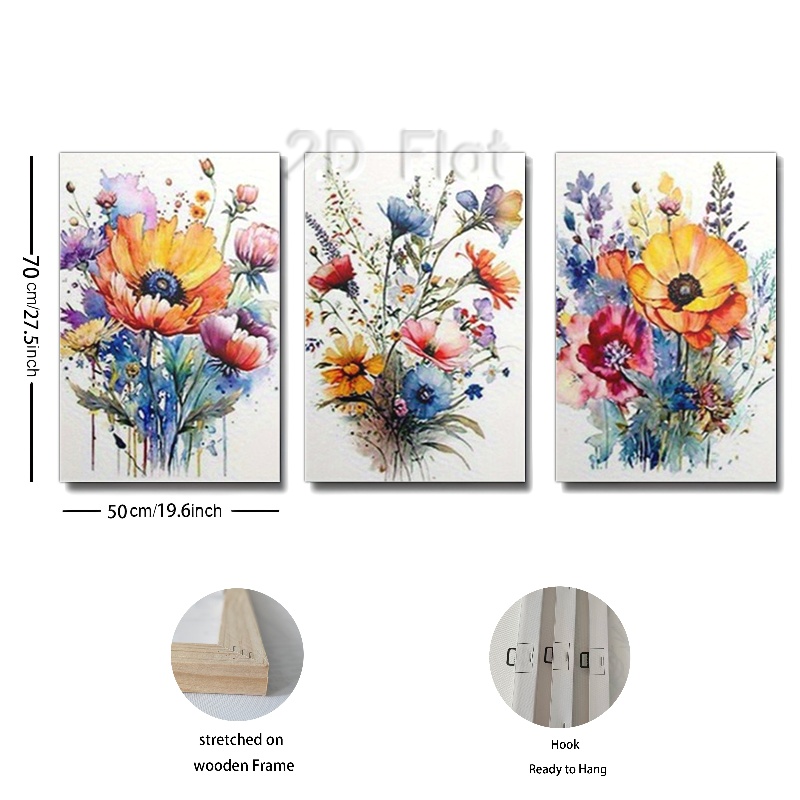 2D Flat
70 cm/27.5inch
50cm/19.6inch
stretched on
wooden Frame
Hook
Ready to Hang